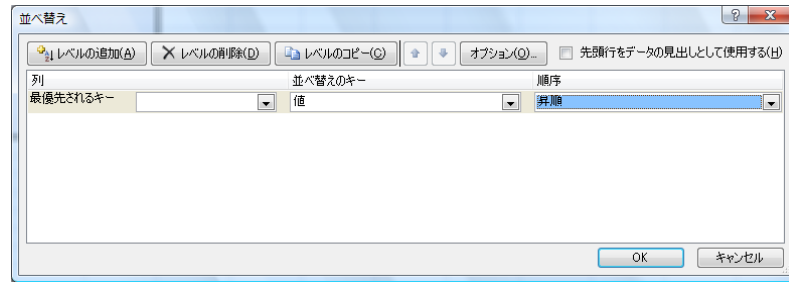 並べ替え
レベルの追加(A) レベルの削除(D) レベルのコピー(C) オプション(O)... 先頭行をデータの見出しとして使用する(H)
列 並べ替えのキー 順序
最優先されるキー 値 昇順
OK キャンセル